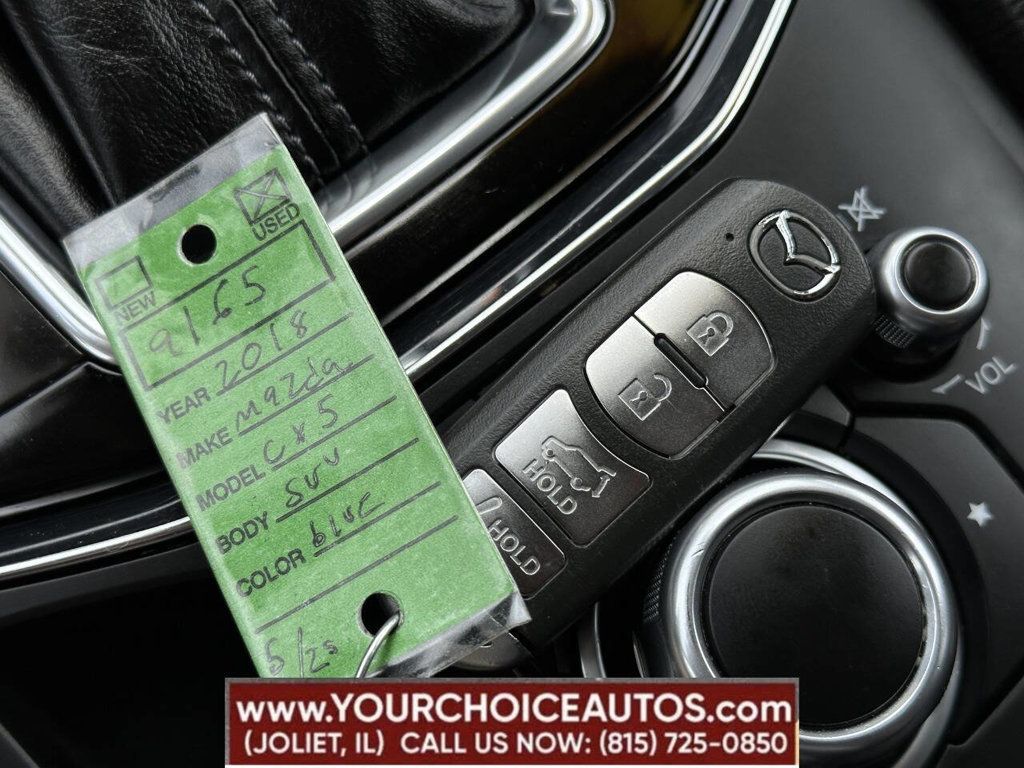 USED
NEW
9165
YEAR 2018
MAKE Mazda
MODEL CX5
BODY SUV
COLOR blue
5/25
HOLD
HOLD
VOL
www.YOURCHOICEAUTOS.com
(JOLIET, IL) CALL US NOW: (815) 725-0850